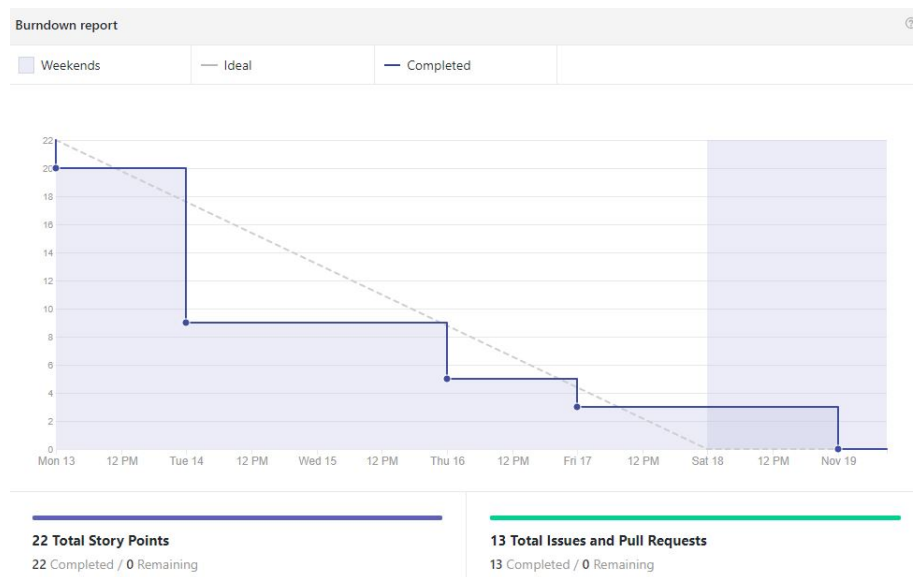 Burndown report
Weekends
Ideal
Completed
22
20
18
16
14
12
10
8
6
4
2
0
Mon 13 12 PM Tue 14 12 PM Wed 15 12 PM Thu 16 12 PM Fri 17 12 PM Sat 18 12 PM Nov 19
22 Total Story Points
22 Completed / 0 Remaining
13 Total Issues and Pull Requests
13 Completed / 0 Remaining